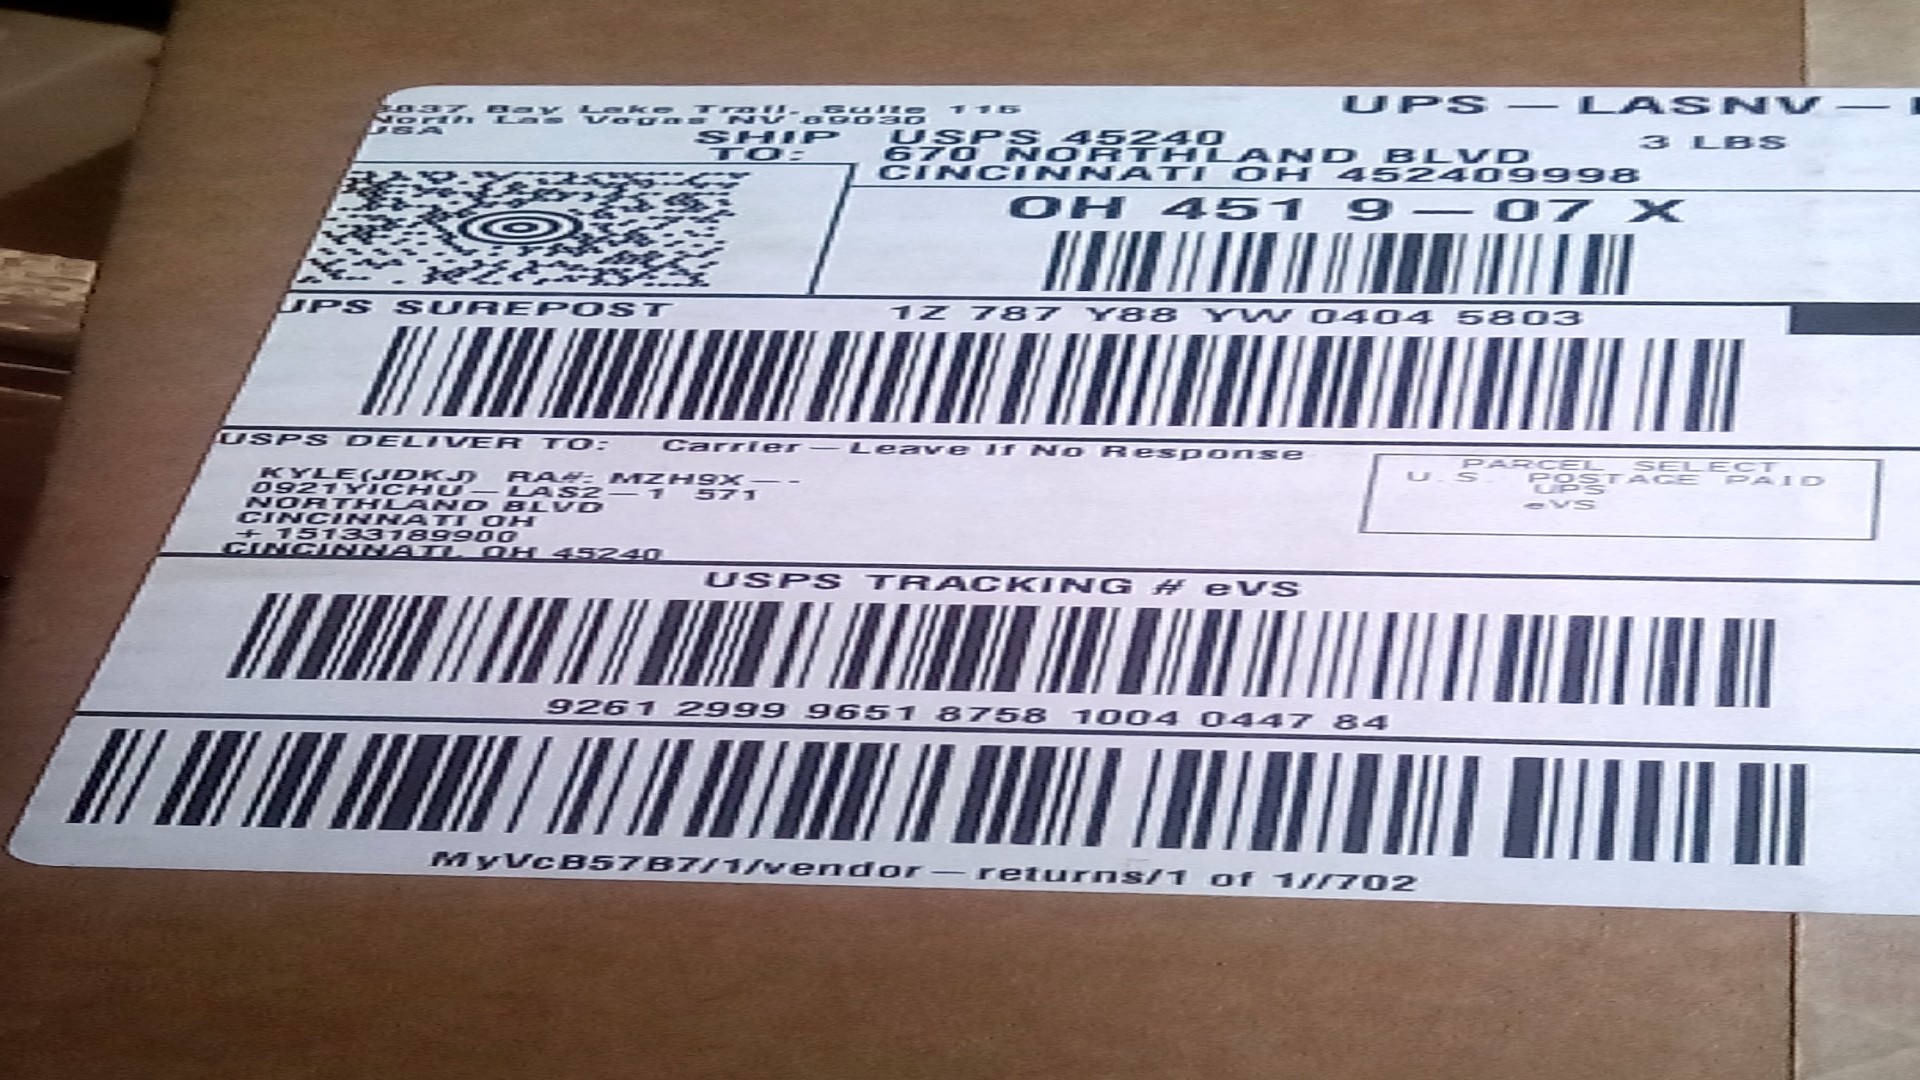 3837 Bay Lake Trail, Suite 115
North Las Vegas NV 89030
USA
UPS – LASNV –
3 LBS
SHIP TO:
USPS 45240
670 NORTHLAND BLVD
CINCINNATI OH 452409998
OH 451 9–07 X
UPS SUREPOST
1Z 787 Y88 YW 0404 5803
USPS DELIVER TO: Carrier – Leave If No Response
KYLE(JDKJ) RA#: MZH9X – -
0921YICHU – LAS2 – 1 571
NORTHLAND BLVD
CINCINNATI OH
+ 15133189900
CINCINNATI, OH 45240
PARCEL SELECT
U.S. POSTAGE PAID
UPS
eVS
USPS TRACKING # eVS
9261 2999 9651 8758 1004 0447 84
MyVcB57B7/1/vendor – returns/1 of 1//702